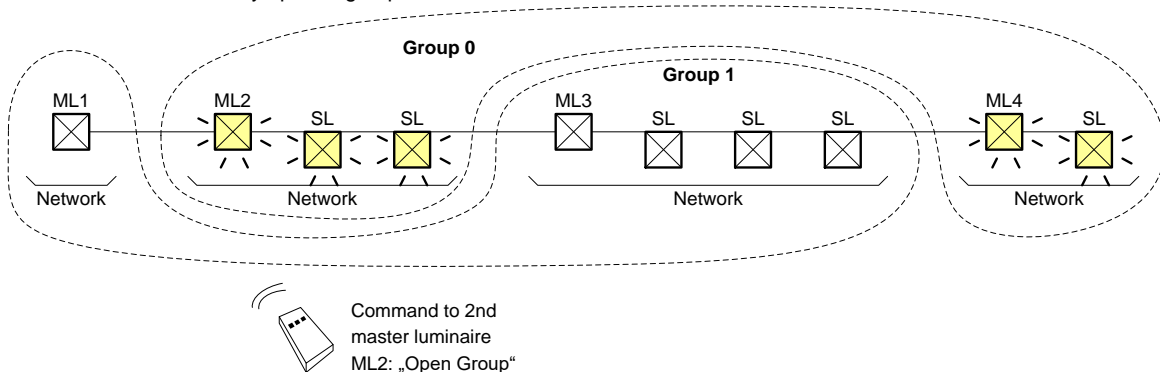 Group 0
Group 1
ML1
ML2
SL
SL
ML3
SL
SL
SL
ML4
SL
Network
Network
Network
Network
Command to 2nd
master luminaire
ML2: „Open Group“